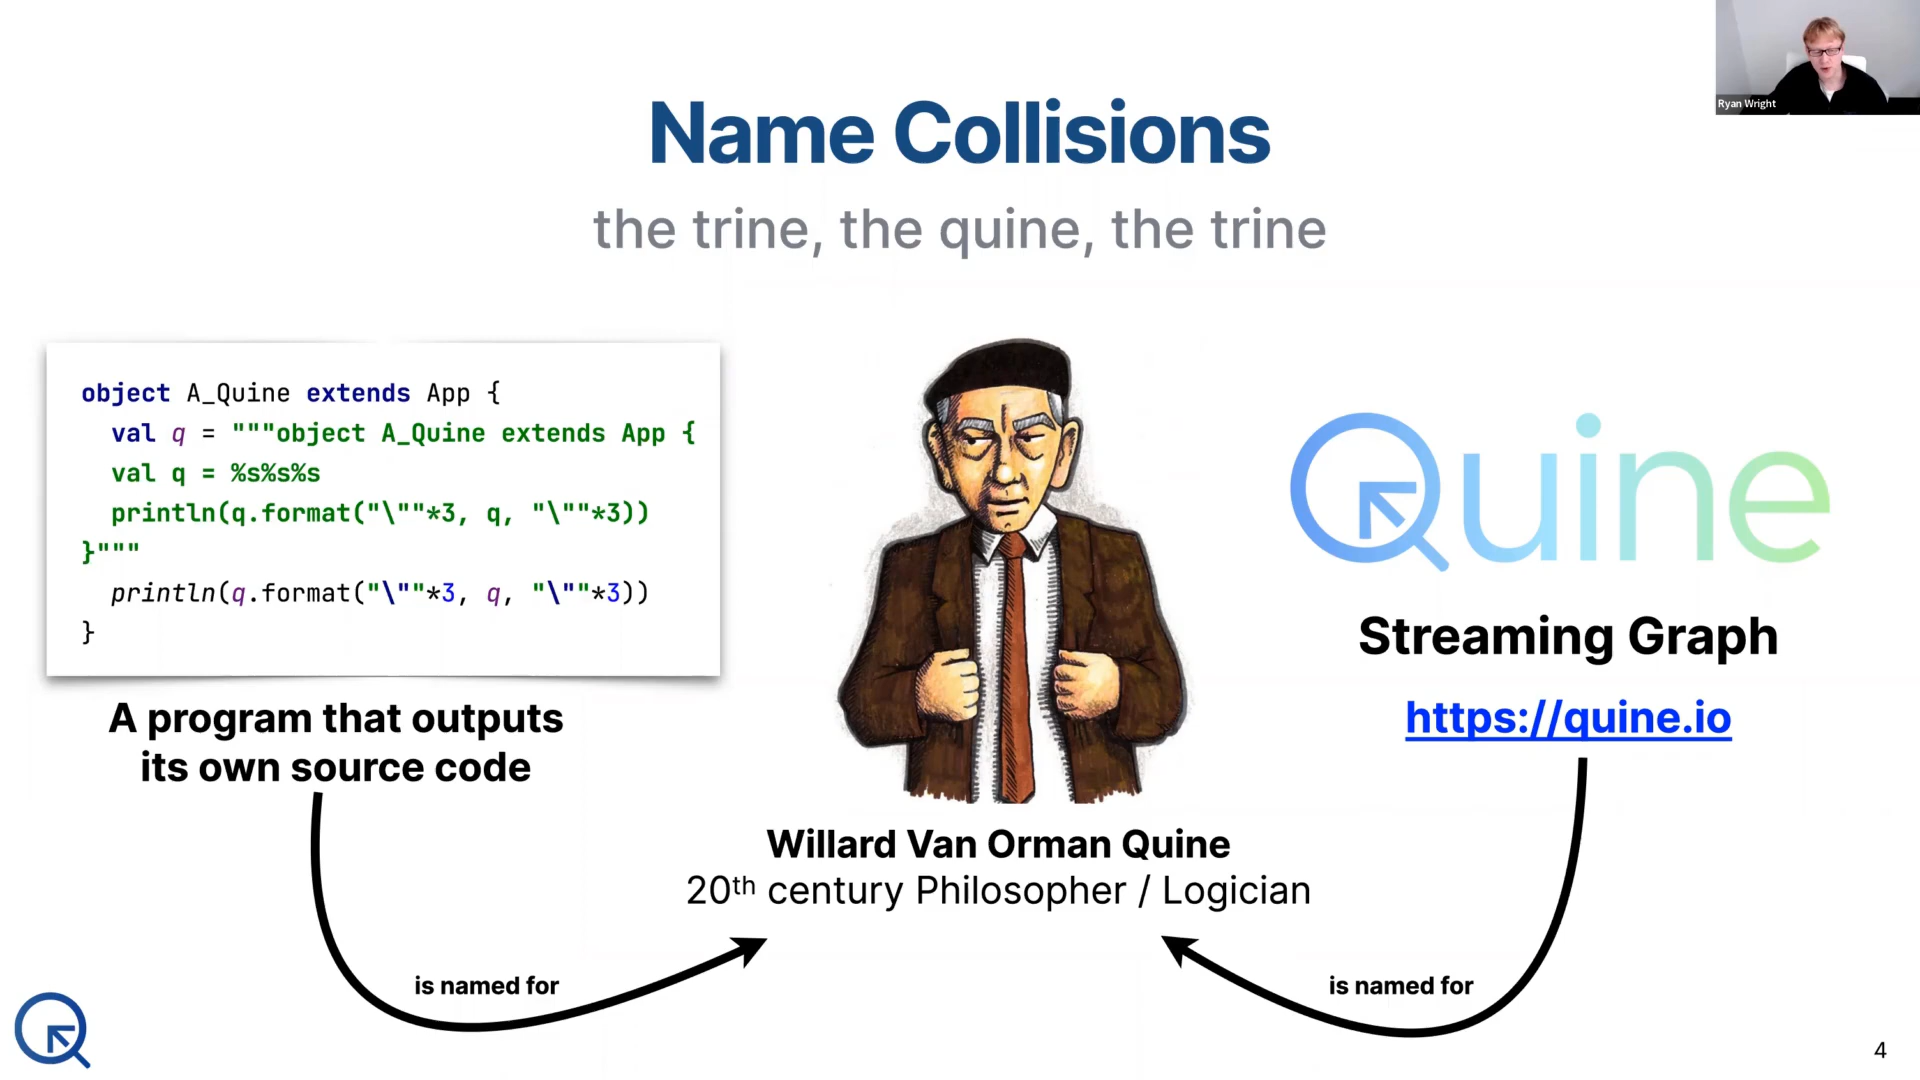 Ryan Wright
Name Collisions
the trine, the quine, the trine
object A_Quine extends App {
val q = """object A_Quine extends App {
val q = %s%s%s
println(q.format("\""*3, q, "\""*3))
}"""
println(q.format("\""*3, q, "\""*3))
}
A program that outputs
its own source code
Willard Van Orman Quine
20th century Philosopher / Logician
Quine
Streaming Graph
https://quine.io
is named for
is named for
4